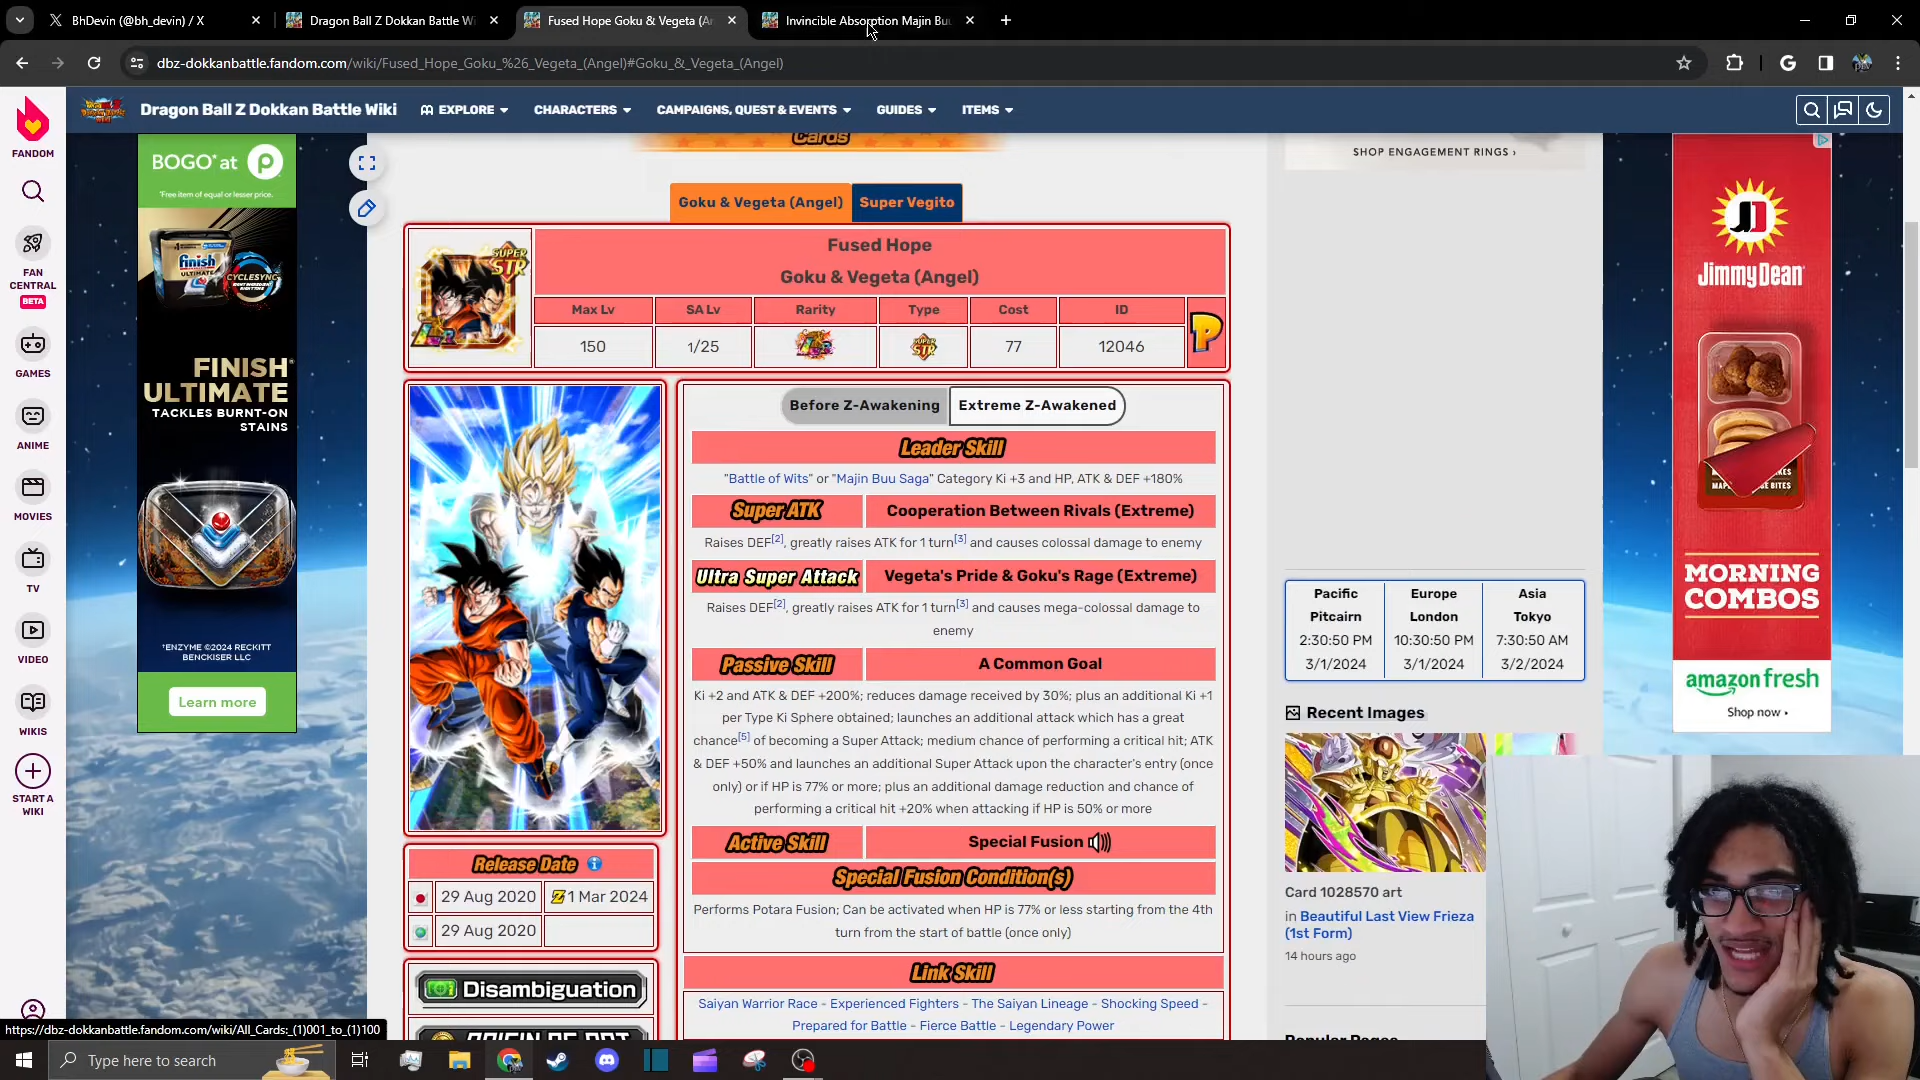 BhDevin (@bh_devin) / X
Dragon Ball Z Dokkan Battle Wi
Fused Hope Goku & Vegeta (An
Invincible Absorption Majin Buu
dbz-dokkanbattle.fandom.com/wiki/Fused_Hope_Goku_%26_Vegeta_(Angel)#Goku_&_Vegeta_(Angel)
Dragon Ball Z Dokkan Battle Wiki
EXPLORE
CHARACTERS
CAMPAIGNS, QUEST & EVENTS
GUIDES
ITEMS
FANDOM
FAN CENTRAL
BETA
GAMES
ANIME
MOVIES
TV
VIDEO
WIKIS
START A WIKI
BOGO* at
*Free item of equal or lesser price.
finish
ULTIMATE
CYCLESYNC
FINISH
ULTIMATE
TACKLES BURNT-ON
STAINS
*ENZYME ©2024 RECKITT
BENCKISER LLC
Learn more
Cards
Goku & Vegeta (Angel)
Super Vegito
SUPER
STR
LR
Fused Hope
Goku & Vegeta (Angel)
Max Lv
SA Lv
Rarity
Type
Cost
ID
150
1/25
LR
SUPER STR
77
12046
P
Before Z-Awakening
Extreme Z-Awakened
Leader Skill
"Battle of Wits" or "Majin Buu Saga" Category Ki +3 and HP, ATK & DEF +180%
Super ATK
Cooperation Between Rivals (Extreme)
Raises DEF[2], greatly raises ATK for 1 turn[3] and causes colossal damage to enemy
Ultra Super Attack
Vegeta's Pride & Goku's Rage (Extreme)
Raises DEF[2], greatly raises ATK for 1 turn[3] and causes mega-colossal damage to
enemy
Passive Skill
A Common Goal
Ki +2 and ATK & DEF +200%; reduces damage received by 30%; plus an additional Ki +1
per Type Ki Sphere obtained; launches an additional attack which has a great
chance[5] of becoming a Super Attack; medium chance of performing a critical hit; ATK
& DEF +50% and launches an additional Super Attack upon the character's entry (once
only) or if HP is 77% or more; plus an additional damage reduction and chance of
performing a critical hit +20% when attacking if HP is 50% or more
Active Skill
Special Fusion
Special Fusion Condition(s)
Performs Potara Fusion; Can be activated when HP is 77% or less starting from the 4th
turn from the start of battle (once only)
Link Skill
Saiyan Warrior Race - Experienced Fighters - The Saiyan Lineage - Shocking Speed -
Prepared for Battle - Fierce Battle - Legendary Power
Release Date
29 Aug 2020
Z 1 Mar 2024
29 Aug 2020
Disambiguation
SHOP ENGAGEMENT RINGS ›
Pacific
Pitcairn
2:30:50 PM
3/1/2024
Europe
London
10:30:50 PM
3/1/2024
Asia
Tokyo
7:30:50 AM
3/2/2024
Recent Images
Card 1028570 art
in Beautiful Last View Frieza
(1st Form)
14 hours ago
Popular Pages
JD
Jimmy Dean
MORNING
COMBOS
amazon fresh
Shop now
https://dbz-dokkanbattle.fandom.com/wiki/All_Cards:_(1)001_to_(1)100
Type here to search